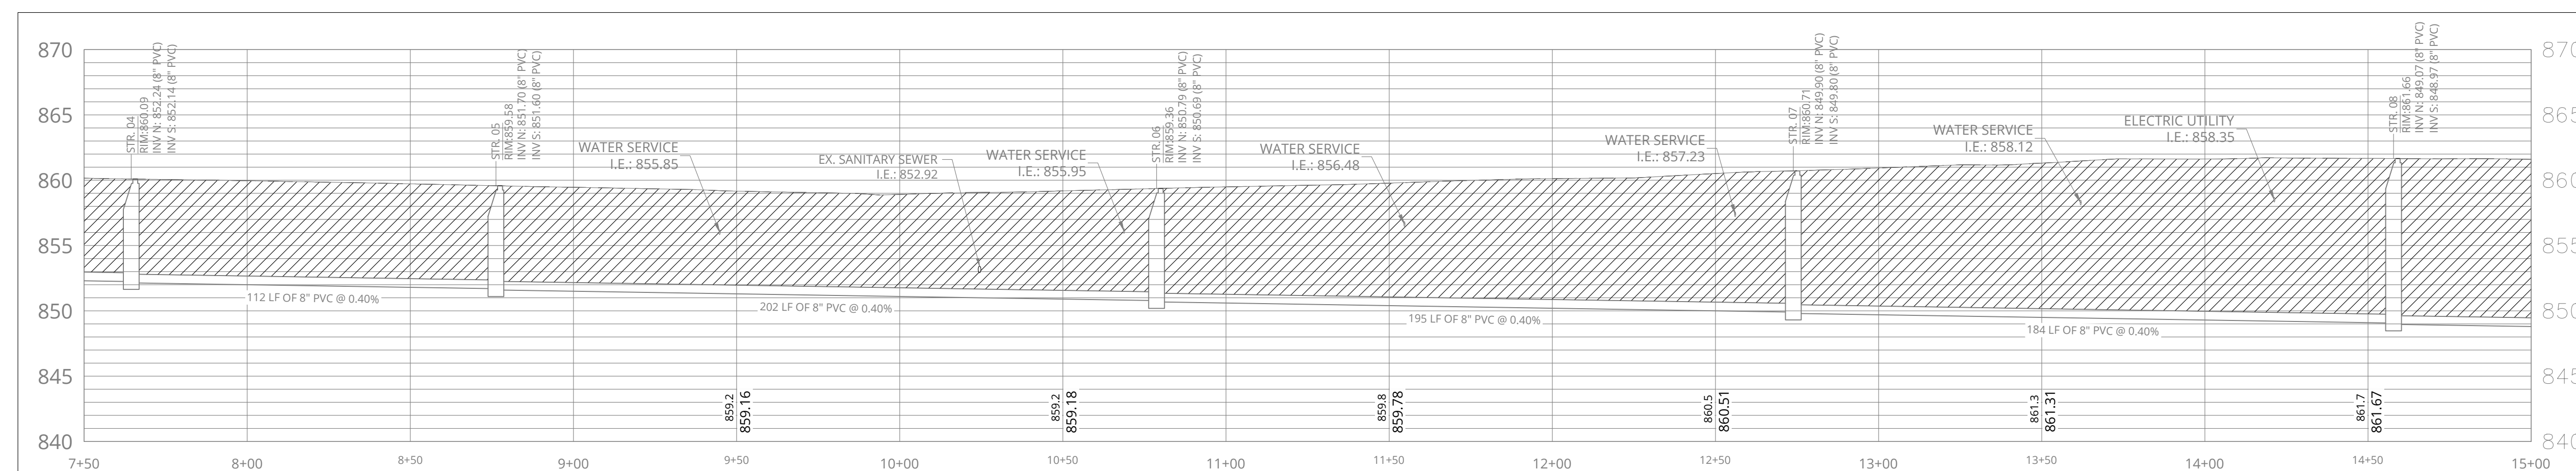 870
865
860
855
850
845
840
STR. 04
RIM:860.09
INV N: 852.24 (8" PVC)
INV S: 852.14 (8" PVC)
STR. 05
RIM:859.58
INV N: 851.70 (8" PVC)
INV S: 851.60 (8" PVC)
WATER SERVICE
I.E.: 855.85
EX. SANITARY SEWER
I.E.: 852.92
WATER SERVICE
I.E.: 855.95
STR. 06
RIM:859.36
INV N: 850.79 (8" PVC)
INV S: 850.69 (8" PVC)
WATER SERVICE
I.E.: 856.48
WATER SERVICE
I.E.: 857.23
STR. 07
RIM:860.71
INV N: 849.90 (8" PVC)
INV S: 849.80 (8" PVC)
WATER SERVICE
I.E.: 858.12
ELECTRIC UTILITY
I.E.: 858.35
STR. 08
RIM:861.66
INV N: 849.07 (8" PVC)
INV S: 848.97 (8" PVC)
112 LF OF 8" PVC @ 0.40%
202 LF OF 8" PVC @ 0.40%
195 LF OF 8" PVC @ 0.40%
184 LF OF 8" PVC @ 0.40%
859.2
859.16
859.2
859.18
859.8
859.78
860.5
860.51
861.3
861.31
861.7
861.67
870
865
860
855
850
845
840
7+50
8+00
8+50
9+00
9+50
10+00
10+50
11+00
11+50
12+00
12+50
13+00
13+50
14+00
14+50
15+00